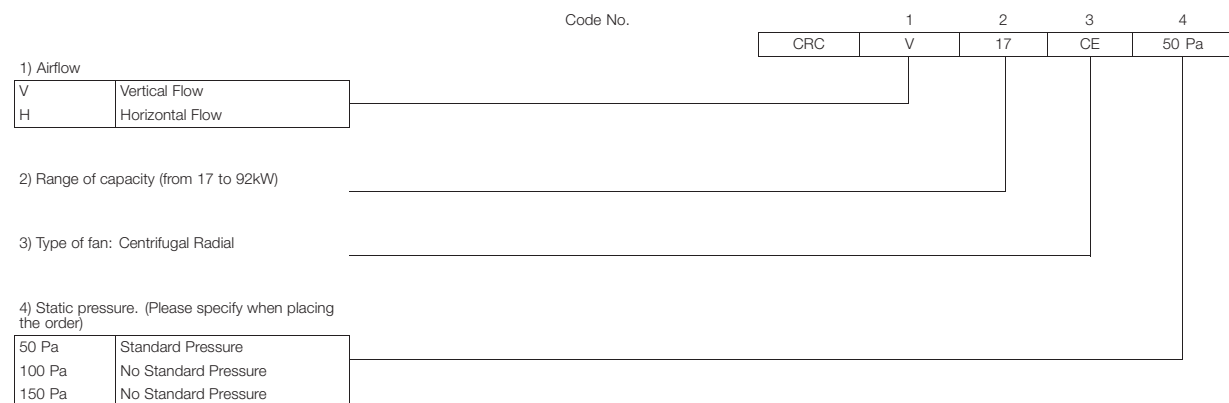 Code No. 1 2 3 4
CRC V 17 CE 50 Pa
1) Airflow
V Vertical Flow
H Horizontal Flow
2) Range of capacity (from 17 to 92kW)
3) Type of fan: Centrifugal Radial
4) Static pressure. (Please specify when placing
the order)
50 Pa Standard Pressure
100 Pa No Standard Pressure
150 Pa No Standard Pressure